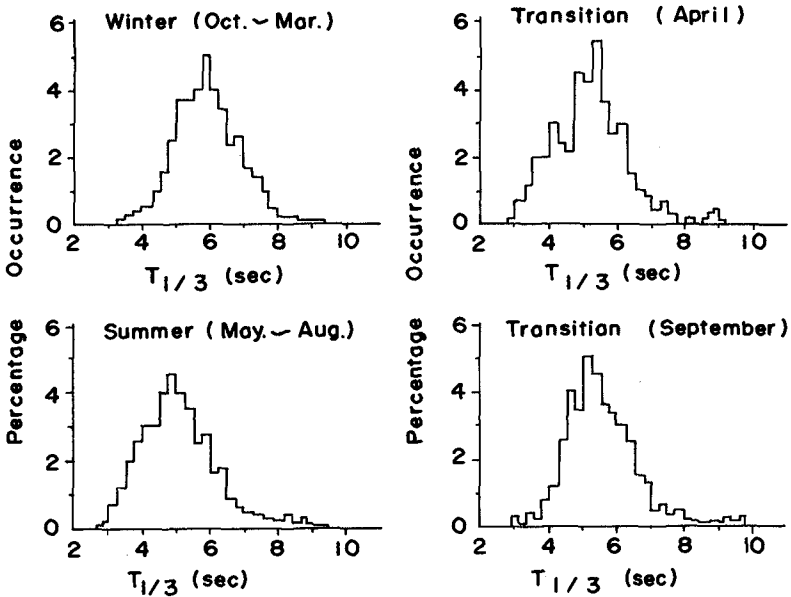 Winter (Oct. ~ Mar.)
6
4
2
0
2 4 6 8 10
T1/3 (sec)
Occurrence
Transition (April)
6
4
2
0
2 4 6 8 10
T1/3 (sec)
Occurrence
Summer (May. ~ Aug.)
6
4
2
0
2 4 6 8 10
T1/3 (sec)
Percentage
Transition (September)
6
4
2
0
2 4 6 8 10
T1/3 (sec)
Percentage